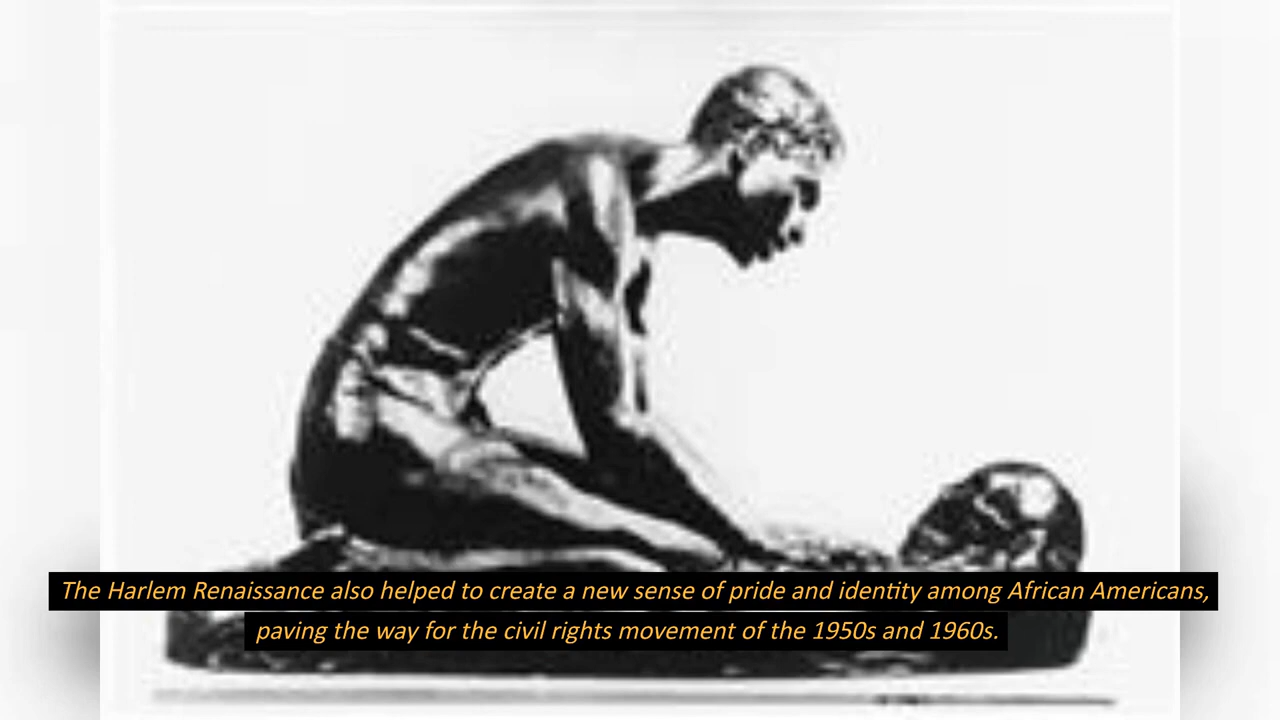 The Harlem Renaissance also helped to create a new sense of pride and identity among African Americans,
paving the way for the civil rights movement of the 1950s and 1960s.